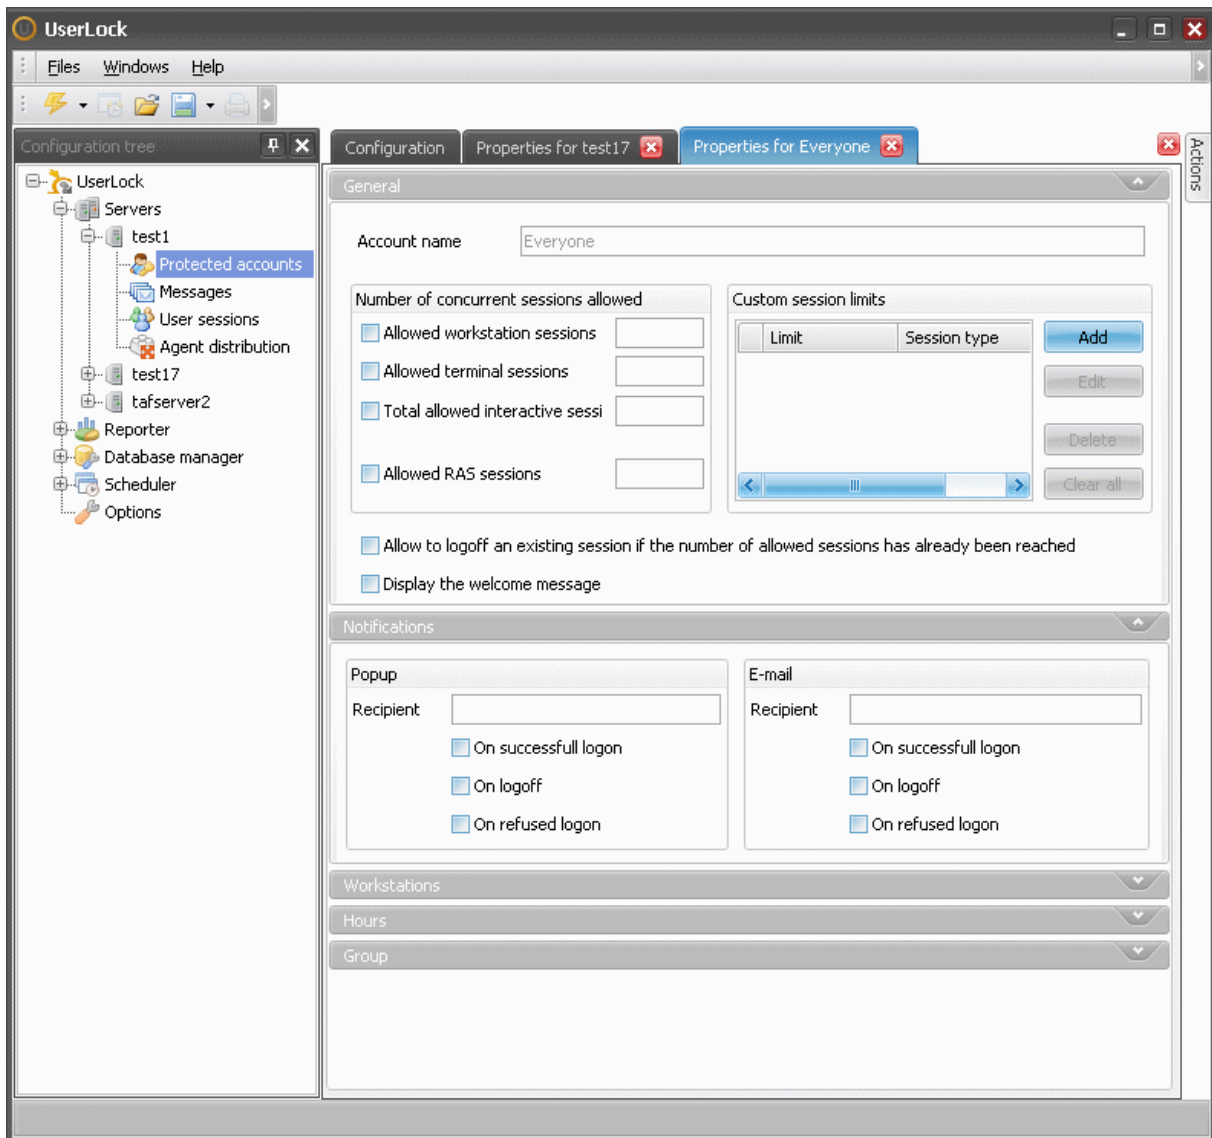 UserLock
Files Windows Help
Configuration tree
UserLock
Servers
test1
Protected accounts
Messages
User sessions
Agent distribution
test17
tafserver2
Reporter
Database manager
Scheduler
Options
Configuration Properties for test17 Properties for Everyone
Actions
General
Account name Everyone
Number of concurrent sessions allowed
Allowed workstation sessions
Allowed terminal sessions
Total allowed interactive sessi
Allowed RAS sessions
Custom session limits
Limit Session type
Add
Edit
Delete
Clear all
Allow to logoff an existing session if the number of allowed sessions has already been reached
Display the welcome message
Notifications
Popup
Recipient
On successfull logon
On logoff
On refused logon
E-mail
Recipient
On successfull logon
On logoff
On refused logon
Workstations
Hours
Group